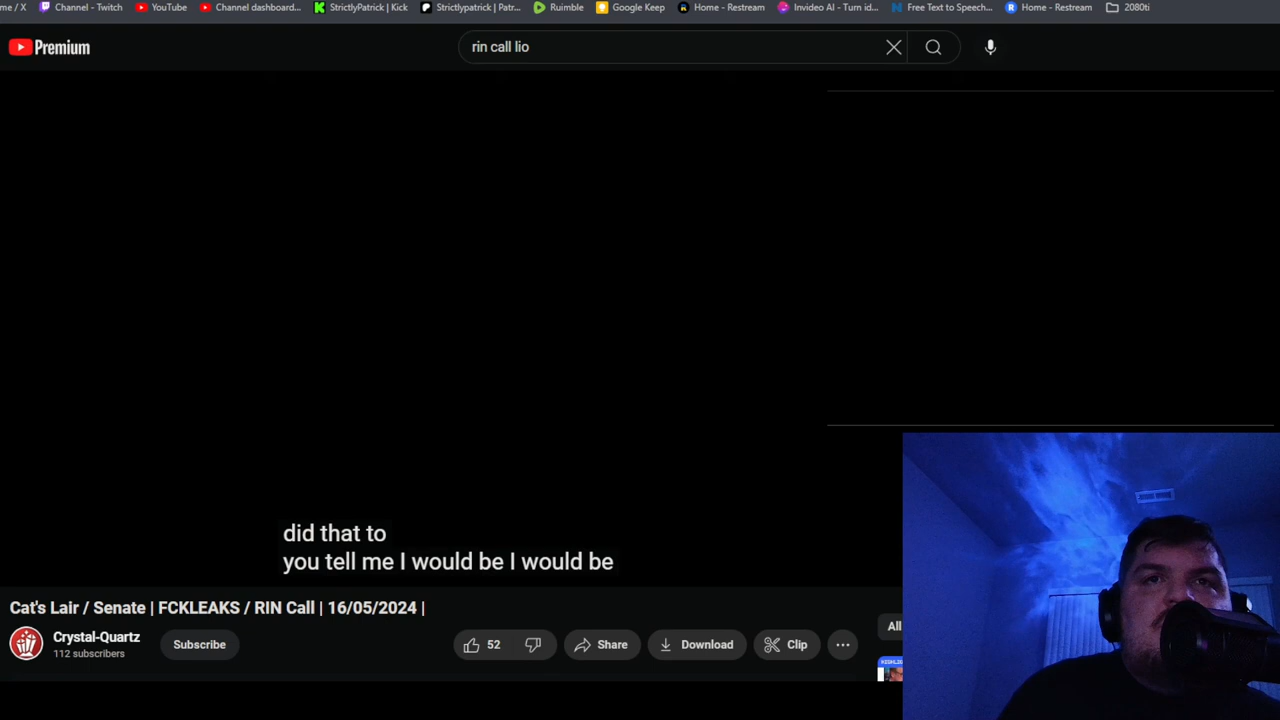 me / X
Channel - Twitch
YouTube
Channel dashboard...
StrictlyPatrick | Kick
Strictlypatrick | Patr...
Rumble
Google Keep
Home - Restream
Invideo AI - Turn id...
Free Text to Speech...
Home - Restream
2080ti
Premium
rin call lio
did that to
you tell me I would be I would be
Cat's Lair / Senate | FCKLEAKS / RIN Call | 16/05/2024 |
Crystal-Quartz
112 subscribers
Subscribe
52
Share
Download
Clip
All